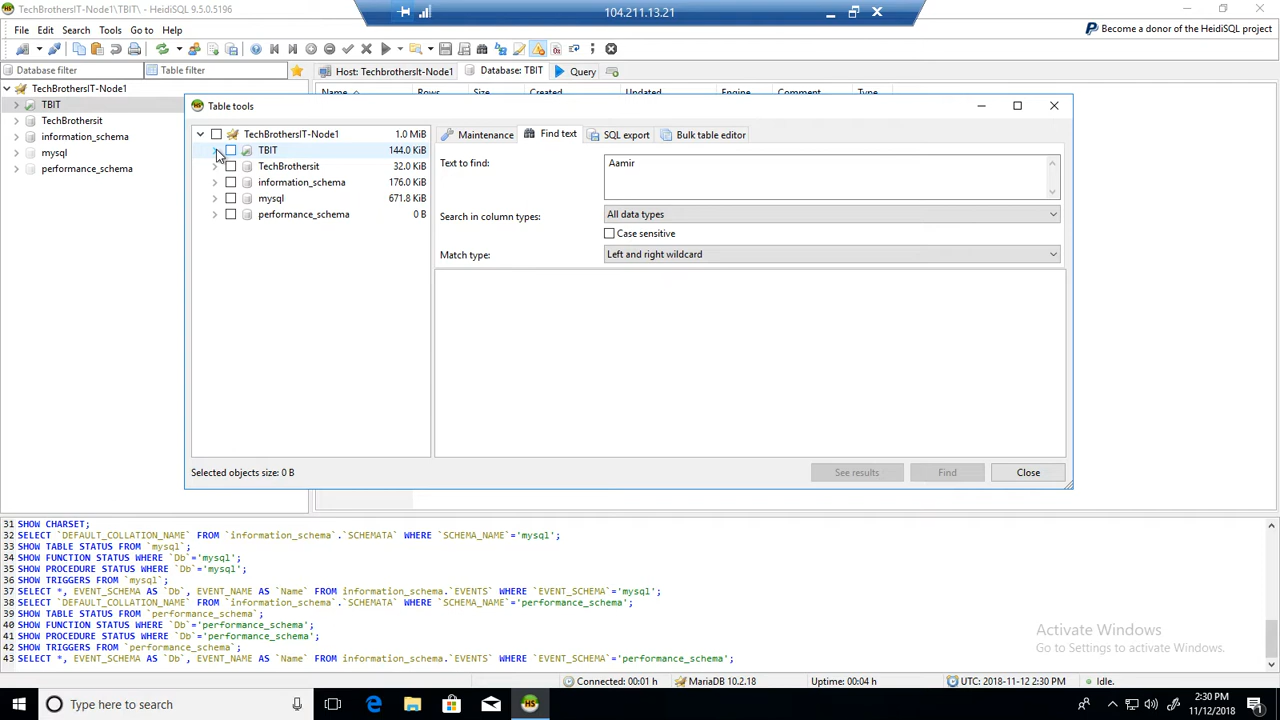 TechBrothersIT-Node1\TBIT\ - HeidiSQL 9.5.0.5196
104.211.13.21
File Edit Search Tools Go to Help
Become a donor of the HeidiSQL project
Database filter
Table filter
Host: TechbrothersIT-Node1
Database: TBIT
Query
TechBrothersIT-Node1
TBIT
TechBrothersit
information_schema
mysql
performance_schema
Name Rows Size Created Updated Engine Comment Type
Table tools
TechBrothersIT-Node1 1.0 MiB
TBIT 144.0 KiB
TechBrothersit 32.0 KiB
information_schema 176.0 KiB
mysql 671.8 KiB
performance_schema 0 B
Maintenance Find text SQL export Bulk table editor
Text to find: Aamir
Search in column types: All data types
Case sensitive
Match type: Left and right wildcard
Selected objects size: 0 B
See results Find Close
31 SHOW CHARSET;
32 SELECT `DEFAULT_COLLATION_NAME` FROM `information_schema`.`SCHEMATA` WHERE `SCHEMA_NAME`='mysql';
33 SHOW TABLE STATUS FROM `mysql`;
34 SHOW FUNCTION STATUS WHERE `Db`='mysql';
35 SHOW PROCEDURE STATUS WHERE `Db`='mysql';
36 SHOW TRIGGERS FROM `mysql`;
37 SELECT *, EVENT_SCHEMA AS `Db`, EVENT_NAME AS `Name` FROM information_schema.`EVENTS` WHERE `EVENT_SCHEMA`='mysql';
38 SELECT `DEFAULT_COLLATION_NAME` FROM `information_schema`.`SCHEMATA` WHERE `SCHEMA_NAME`='performance_schema';
39 SHOW TABLE STATUS FROM `performance_schema`;
40 SHOW FUNCTION STATUS WHERE `Db`='performance_schema';
41 SHOW PROCEDURE STATUS WHERE `Db`='performance_schema';
42 SHOW TRIGGERS FROM `performance_schema`;
43 SELECT *, EVENT_SCHEMA AS `Db`, EVENT_NAME AS `Name` FROM information_schema.`EVENTS` WHERE `EVENT_SCHEMA`='performance_schema';
Activate Windows
Go to Settings to activate Windows.
Connected: 00:01 h
MariaDB 10.2.18
Uptime: 00:04 h
UTC: 2018-11-12 2:30 PM
Idle.
Type here to search
2:30 PM
11/12/2018